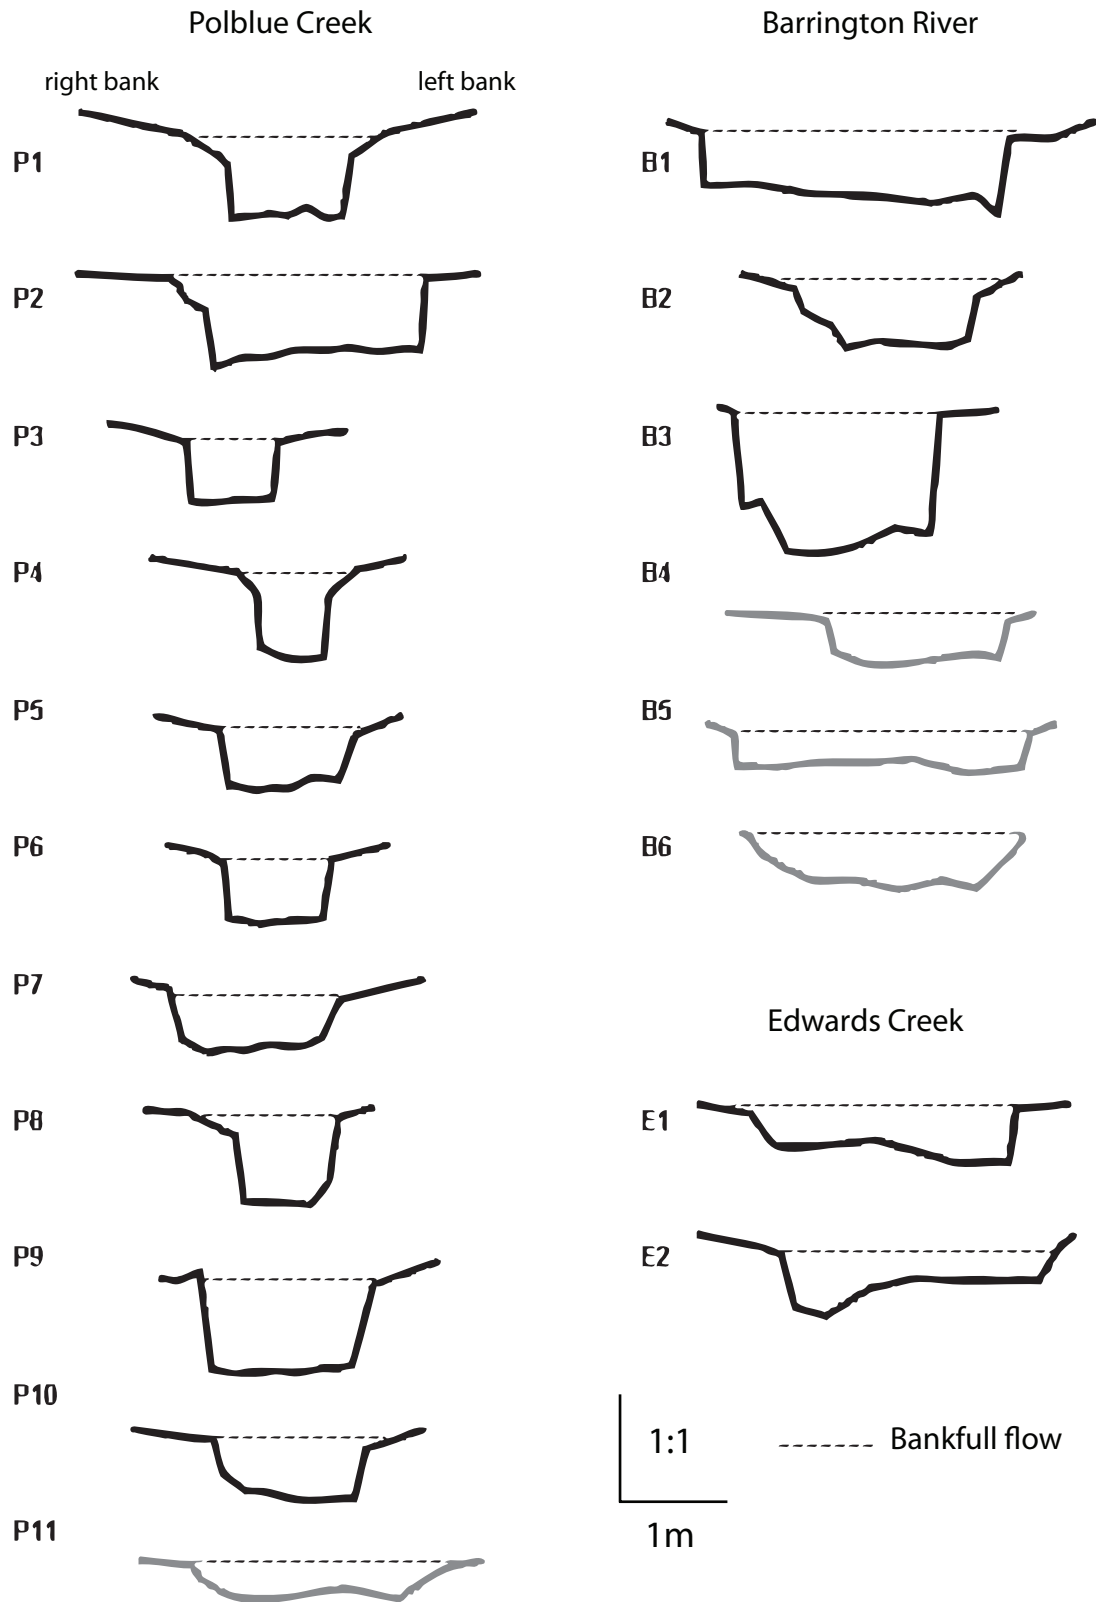 Polblue Creek
right bank
left bank
P1
P2
P3
P4
P5
P6
P7
P8
P9
P10
P11
Barrington River
B1
B2
B3
B4
B5
B6
Edwards Creek
E1
E2
1:1
1m
Bankfull flow